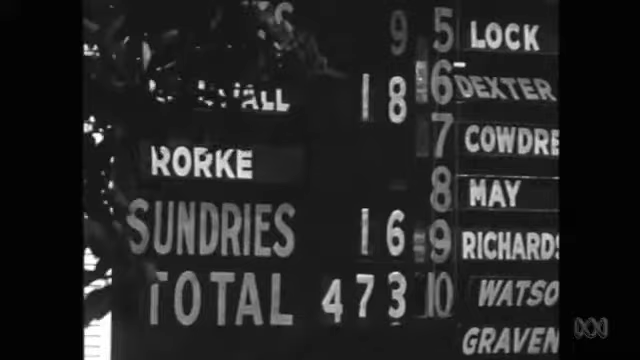 9 5 LOCK
18 6 DEXTER
7 COWDRE
RORKE
8 MAY
SUNDRIES 16 9 RICHARDS
TOTAL 473 10 WATSO
GRAVEN